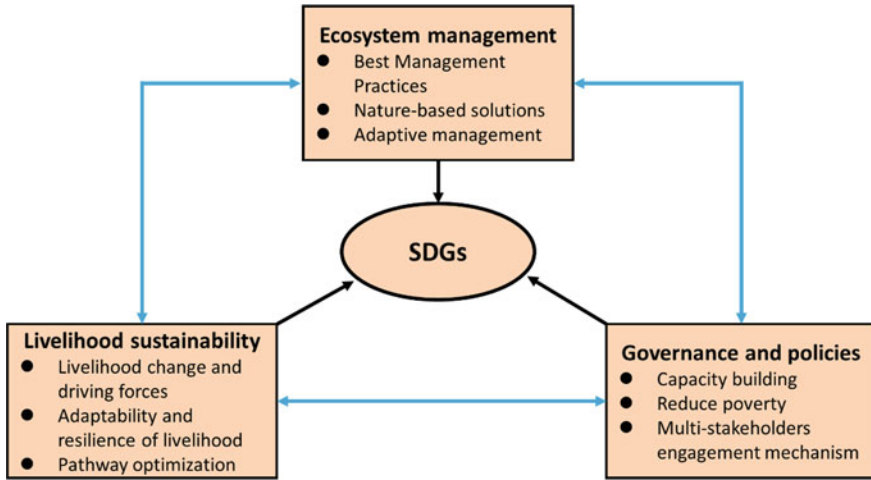 Ecosystem management
● Best Management
Practices
● Nature-based solutions
● Adaptive management
SDGs
Livelihood sustainability
● Livelihood change and
driving forces
● Adaptability and
resilience of livelihood
● Pathway optimization
Governance and policies
● Capacity building
● Reduce poverty
● Multi-stakeholders
engagement mechanism